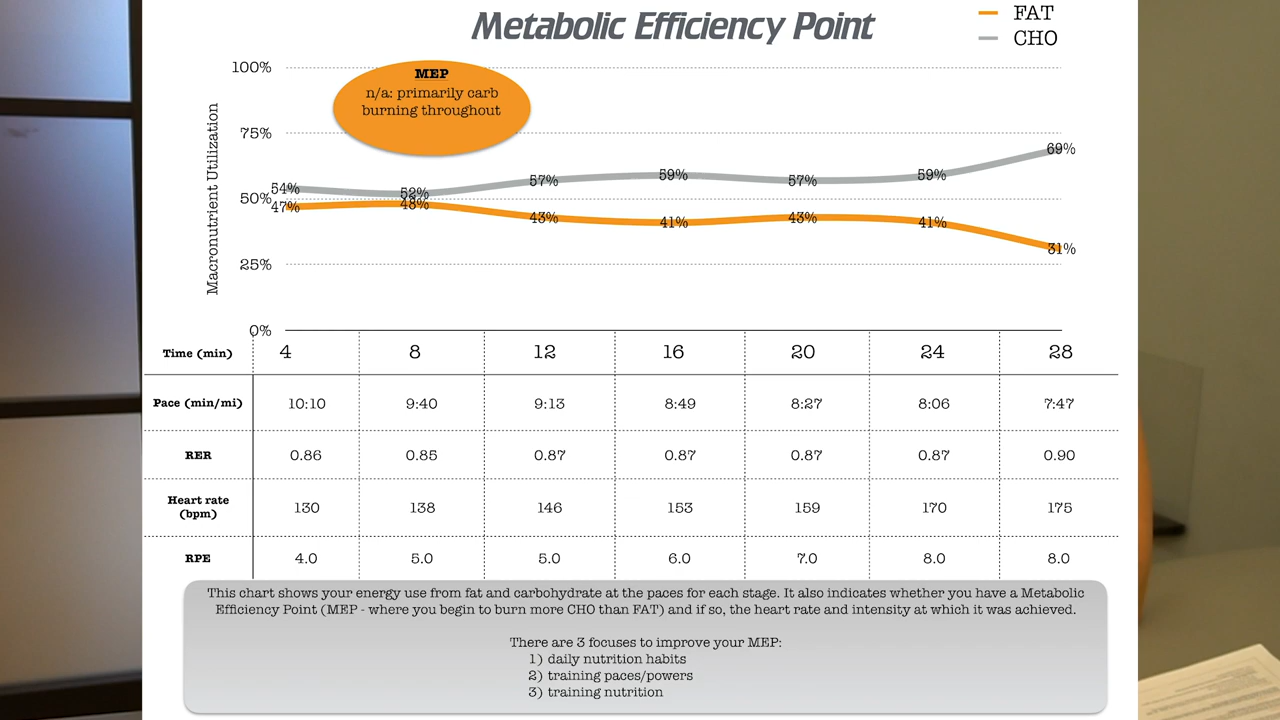 Metabolic Efficiency Point
FAT
CHO
MEP
n/a: primarily carb
burning throughout
Macronutrient Utilization
100%
75%
50%
25%
0%
54% 52% 57% 59% 57% 59% 69%
47% 48% 43% 41% 43% 41% 31%
Time (min) 4 8 12 16 20 24 28
Pace (min/mi) 10:10 9:40 9:13 8:49 8:27 8:06 7:47
RER 0.86 0.85 0.87 0.87 0.87 0.87 0.90
Heart rate
(bpm) 130 138 146 153 159 170 175
RPE 4.0 5.0 5.0 6.0 7.0 8.0 8.0
This chart shows your energy use from fat and carbohydrate at the paces for each stage. It also indicates whether you have a Metabolic
Efficiency Point (MEP - where you begin to burn more CHO than FAT) and if so, the heart rate and intensity at which it was achieved.
There are 3 focuses to improve your MEP:
1) daily nutrition habits
2) training paces/powers
3) training nutrition